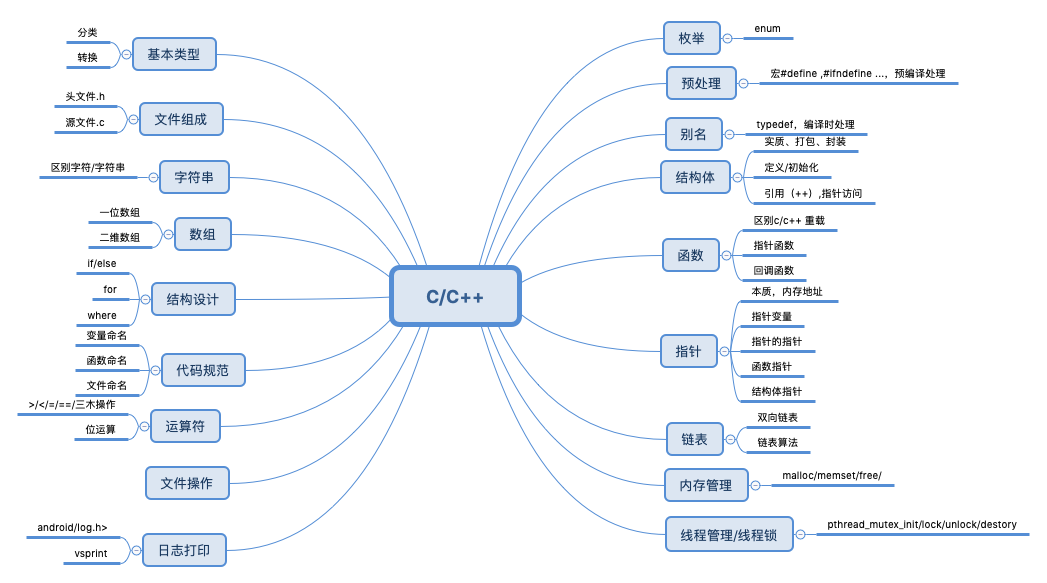 C/C++
基本类型
分类
转换
文件组成
头文件.h
源文件.c
字符串
区别字符/字符串
数组
一位数组
二维数组
结构设计
if/else
for
where
代码规范
变量命名
函数命名
文件命名
运算符
>/</=/==/三木操作
位运算
文件操作
日志打印
android/log.h>
vsprint
枚举
enum
预处理
宏#define ,#ifndefine ...，预编译处理
别名
typedef，编译时处理
结构体
实质、打包、封装
定义/初始化
引用（++）,指针访问
函数
区别c/c++ 重载
指针函数
回调函数
指针
本质，内存地址
指针变量
指针的指针
函数指针
结构体指针
链表
双向链表
链表算法
内存管理
malloc/memset/free/
线程管理/线程锁
pthread_mutex_init/lock/unlock/destory